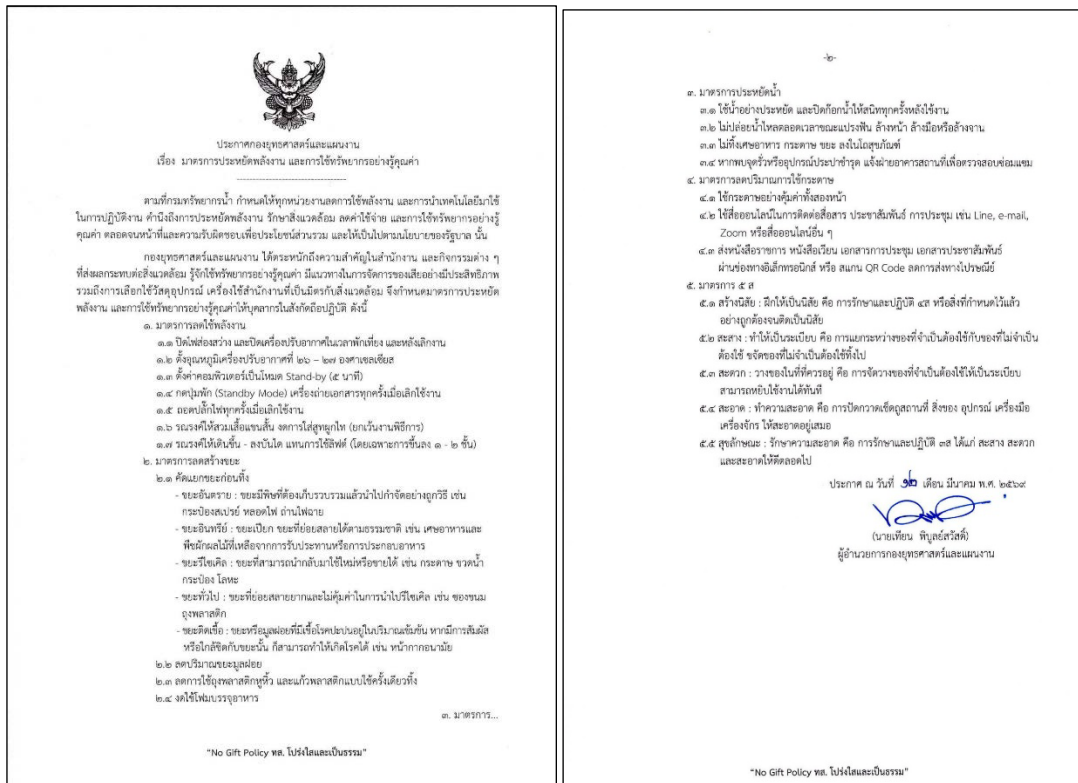 ประกาศกองยุทธศาสตร์และแผนงาน
เรื่อง มาตรการประหยัดพลังงาน และการใช้ทรัพยากรอย่างรู้คุณค่า
ตามที่กรมทรัพยากรน้ำ กำหนดให้ทุกหน่วยงานลดการใช้พลังงาน และการนำเทคโนโลยีมาใช้
ในการปฏิบัติงาน คำนึงถึงการประหยัดพลังงาน รักษาสิ่งแวดล้อม ลดค่าใช้จ่าย และการใช้ทรัพยากรอย่างรู้
คุณค่า ตลอดจนหน้าที่และความรับผิดชอบเพื่อประโยชน์ส่วนรวม และให้เป็นไปตามนโยบายของรัฐบาล นั้น
กองยุทธศาสตร์และแผนงาน ได้ตระหนักถึงความสำคัญในสำนักงาน และกิจกรรมต่าง ๆ
ที่ส่งผลกระทบต่อสิ่งแวดล้อม รู้จักใช้ทรัพยากรอย่างรู้คุณค่า มีแนวทางในการจัดการของเสียอย่างมีประสิทธิภาพ
รวมถึงการเลือกใช้วัสดุอุปกรณ์ เครื่องใช้สำนักงานที่เป็นมิตรกับสิ่งแวดล้อม จึงกำหนดมาตรการประหยัด
พลังงาน และการใช้ทรัพยากรอย่างรู้คุณค่าให้บุคลากรในสังกัดถือปฏิบัติ ดังนี้
๑. มาตรการลดใช้พลังงาน
๑.๑ ปิดไฟส่องสว่าง และปิดเครื่องปรับอากาศในเวลาพักเที่ยง และหลังเลิกงาน
๑.๒ ตั้งอุณหภูมิเครื่องปรับอากาศที่ ๒๖ – ๒๗ องศาเซลเซียส
๑.๓ ตั้งค่าคอมพิวเตอร์เป็นโหมด Stand-by (๕ นาที)
๑.๔ กดปุ่มพัก (Standby Mode) เครื่องถ่ายเอกสารทุกครั้งเมื่อเลิกใช้งาน
๑.๕ ถอดปลั๊กไฟทุกครั้งเมื่อเลิกใช้งาน
๑.๖ รณรงค์ให้สวมเสื้อแขนสั้น งดการใส่สูทผูกไท (ยกเว้นงานพิธีการ)
๑.๗ รณรงค์ให้เดินขึ้น - ลงบันได แทนการใช้ลิฟต์ (โดยเฉพาะการขึ้นลง ๑ - ๒ ชั้น)
๒. มาตรการลดสร้างขยะ
๒.๑ คัดแยกขยะก่อนทิ้ง
- ขยะอันตราย : ขยะมีพิษที่ต้องเก็บรวบรวมแล้วนำไปกำจัดอย่างถูกวิธี เช่น
กระป๋องสเปรย์ หลอดไฟ ถ่านไฟฉาย
- ขยะอินทรีย์ : ขยะเปียก ขยะที่ย่อยสลายได้ตามธรรมชาติ เช่น เศษอาหารและ
พืชผักผลไม้ที่เหลือจากการรับประทานหรือการประกอบอาหาร
- ขยะรีไซเคิล : ขยะที่สามารถนำกลับมาใช้ใหม่หรือขายได้ เช่น กระดาษ ขวดน้ำ
กระป๋อง โลหะ
- ขยะทั่วไป : ขยะที่ย่อยสลายยากและไม่คุ้มค่าในการนำไปรีไซเคิล เช่น ซองขนม
ถุงพลาสติก
- ขยะติดเชื้อ : ขยะหรือมูลฝอยที่มีเชื้อโรคปะปนอยู่ในปริมาณเข้มข้น หากมีการสัมผัส
หรือใกล้ชิดกับขยะนั้น ก็สามารถทำให้เกิดโรคได้ เช่น หน้ากากอนามัย
๒.๒ ลดปริมาณขยะมูลฝอย
๒.๓ ลดการใช้ถุงพลาสติกหูหิ้ว และแก้วพลาสติกแบบใช้ครั้งเดียวทิ้ง
๒.๔ งดใช้โฟมบรรจุอาหาร
๓. มาตรการ...
"No Gift Policy ทส. โปร่งใสและเป็นธรรม"
-๒-
๓. มาตรการประหยัดน้ำ
๓.๑ ใช้น้ำอย่างประหยัด และปิดก๊อกน้ำให้สนิททุกครั้งหลังใช้งาน
๓.๒ ไม่ปล่อยน้ำไหลตลอดเวลาขณะแปรงฟัน ล้างหน้า ล้างมือหรือล้างจาน
๓.๓ ไม่ทิ้งเศษอาหาร กระดาษ ขยะ ลงในโถสุขภัณฑ์
๓.๔ หากพบจุดรั่วหรืออุปกรณ์ประปาชำรุด แจ้งฝ่ายอาคารสถานที่เพื่อตรวจสอบซ่อมแซม
๔. มาตรการลดปริมาณการใช้กระดาษ
๔.๑ ใช้กระดาษอย่างคุ้มค่าทั้งสองหน้า
๔.๒ ใช้สื่อออนไลน์ในการติดต่อสื่อสาร ประชาสัมพันธ์ การประชุม เช่น Line, e-mail,
Zoom หรือสื่อออนไลน์อื่น ๆ
๔.๓ ส่งหนังสือราชการ หนังสือเวียน เอกสารการประชุม เอกสารประชาสัมพันธ์
ผ่านช่องทางอิเล็กทรอนิกส์ หรือ สแกน QR Code ลดการส่งทางไปรษณีย์
๕. มาตรการ ๕ ส
๕.๑ สร้างนิสัย : ฝึกให้เป็นนิสัย คือ การรักษาและปฏิบัติ ๔ส หรือสิ่งที่กำหนดไว้แล้ว
อย่างถูกต้องจนติดเป็นนิสัย
๕.๒ สะสาง : ทำให้เป็นระเบียบ คือ การแยกระหว่างของที่จำเป็นต้องใช้กับของที่ไม่จำเป็น
ต้องใช้ ขจัดของที่ไม่จำเป็นต้องใช้ทิ้งไป
๕.๓ สะดวก : วางของในที่ที่ควรอยู่ คือ การจัดวางของที่จำเป็นต้องใช้ให้เป็นระเบียบ
สามารถหยิบใช้งานได้ทันที
๕.๔ สะอาด : ทำความสะอาด คือ การปัดกวาดเช็ดถูสถานที่ สิ่งของ อุปกรณ์ เครื่องมือ
เครื่องจักร ให้สะอาดอยู่เสมอ
๕.๕ สุขลักษณะ : รักษาความสะอาด คือ การรักษาและปฏิบัติ ๓ส ได้แก่ สะสาง สะดวก
และสะอาดให้ดีตลอดไป
ประกาศ ณ วันที่ ๑๒ เดือน มีนาคม พ.ศ. ๒๕๖๙
(นายเทียน พิบูลย์สวัสดิ์)
ผู้อำนวยการกองยุทธศาสตร์และแผนงาน
"No Gift Policy ทส. โปร่งใสและเป็นธรรม"